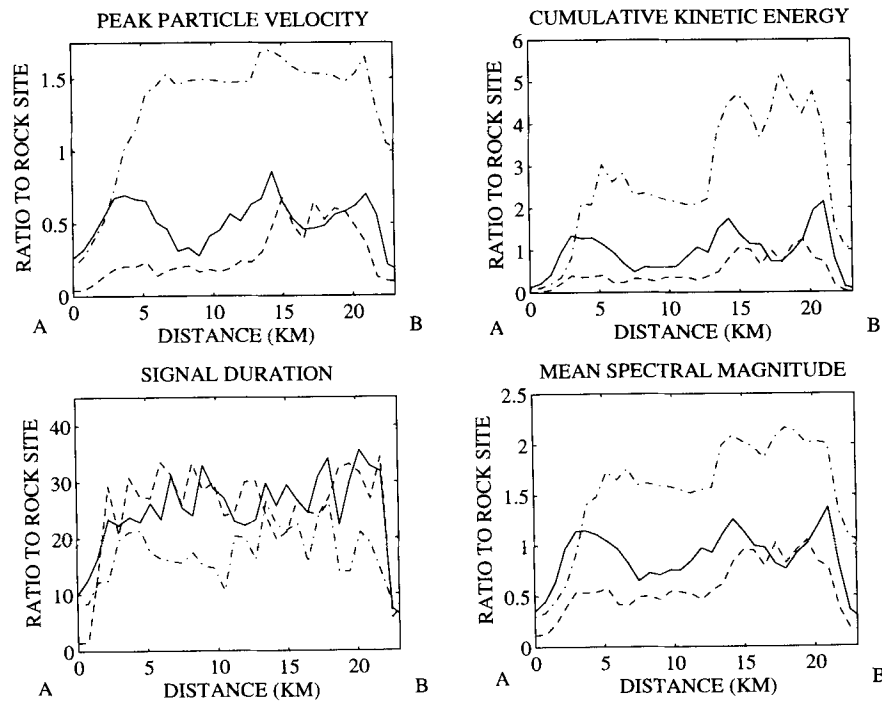 PEAK PARTICLE VELOCITY
RATIO TO ROCK SITE
1.5
1
0.5
0
0 5 10 15 20
A DISTANCE (KM) B
CUMULATIVE KINETIC ENERGY
RATIO TO ROCK SITE
6
5
4
3
2
1
0
0 5 10 15 20
A DISTANCE (KM) B
SIGNAL DURATION
RATIO TO ROCK SITE
40
30
20
10
0
0 5 10 15 20
A DISTANCE (KM) B
MEAN SPECTRAL MAGNITUDE
RATIO TO ROCK SITE
2.5
2
1.5
1
0.5
0
0 5 10 15 20
A DISTANCE (KM) B